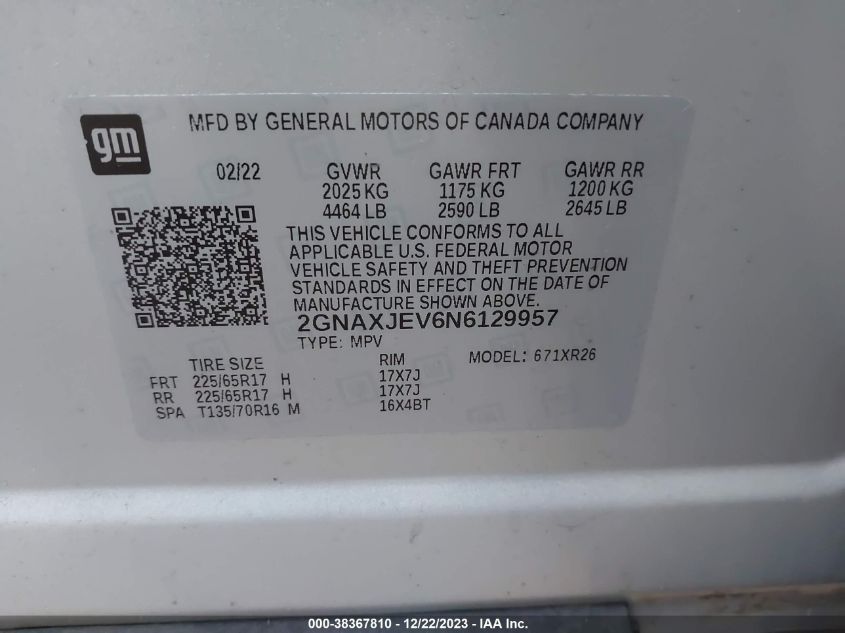 gm
MFD BY GENERAL MOTORS OF CANADA COMPANY
02/22 GVWR GAWR FRT GAWR RR
2025 KG 1175 KG 1200 KG
4464 LB 2590 LB 2645 LB
THIS VEHICLE CONFORMS TO ALL
APPLICABLE U.S. FEDERAL MOTOR
VEHICLE SAFETY AND THEFT PREVENTION
STANDARDS IN EFFECT ON THE DATE OF
MANUFACTURE SHOWN ABOVE.
2GNAXJEV6N6129957
TYPE: MPV
TIRE SIZE RIM MODEL: 671XR26
FRT 225/65R17 H 17X7J
RR 225/65R17 H 17X7J
SPA T135/70R16 M 16X4BT
000-38367810 - 12/22/2023 - IAA Inc.